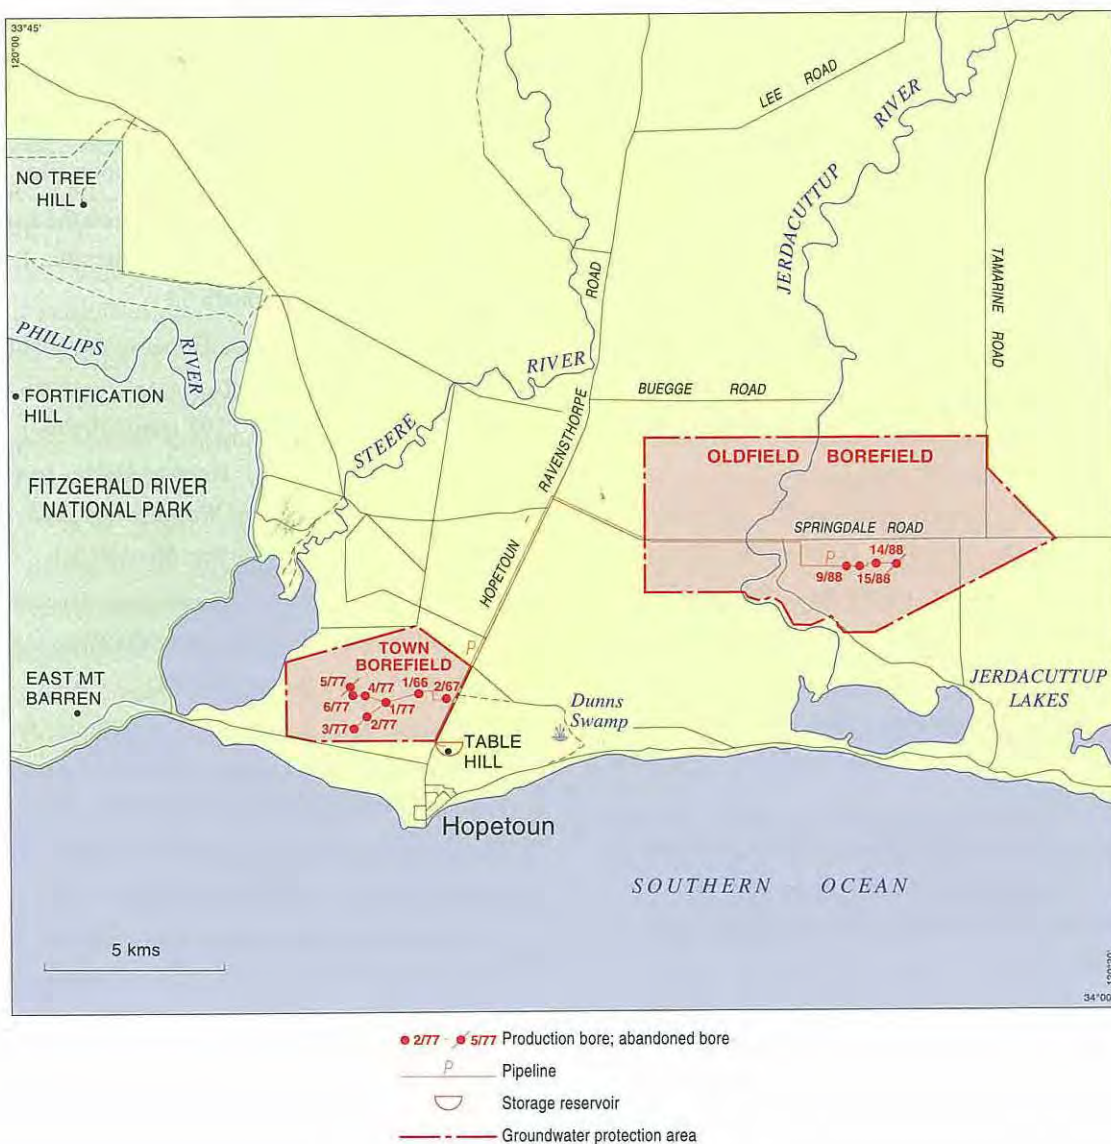 33°45'
120°00
LEE ROAD
RIVER
JERDACUTTUP
NO TREE
HILL
ROAD
TAMARINE ROAD
PHILLIPS
RIVER
RIVER
FORTIFICATION
HILL
BUEGGE ROAD
STEERE
RAVENSTHORPE
OLDFIELD BOREFIELD
FITZGERALD RIVER
NATIONAL PARK
SPRINGDALE ROAD
HOPETOUN
14/88
P
9/88
15/88
P
TOWN
BOREFIELD
EAST MT
BARREN
5/77
4/77
1/66
2/67
6/77
1/77
3/77
2/77
JERDACUTTUP
LAKES
Dunns
Swamp
TABLE
HILL
Hopetoun
SOUTHERN OCEAN
5 kms
120°20'
34°00'
2/77 - 5/77 Production bore; abandoned bore
P Pipeline
Storage reservoir
Groundwater protection area